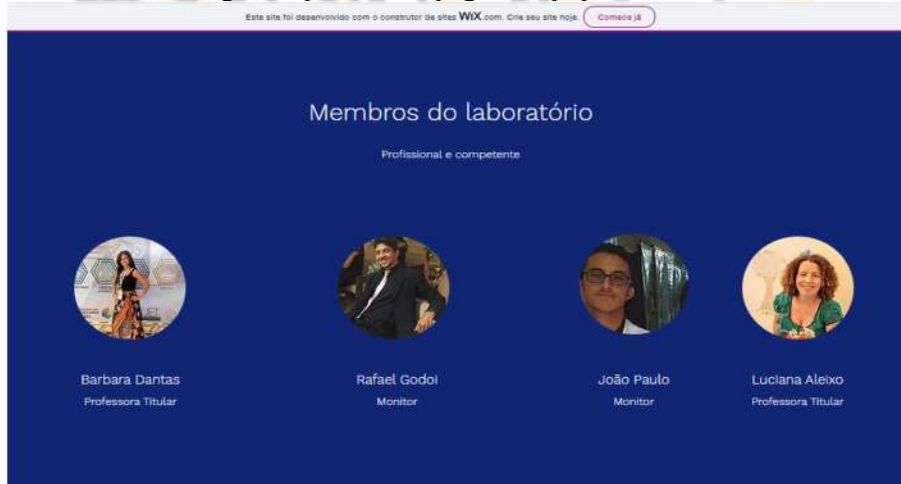 Este site foi desenvolvido com o construtor de sites WiX.com. Crie seu site hoje. Comece já
Membros do laboratório
Profissional e competente
Barbara Dantas
Professora Titular
Rafael Godoi
Monitor
João Paulo
Monitor
Luciana Aleixo
Professora Titular